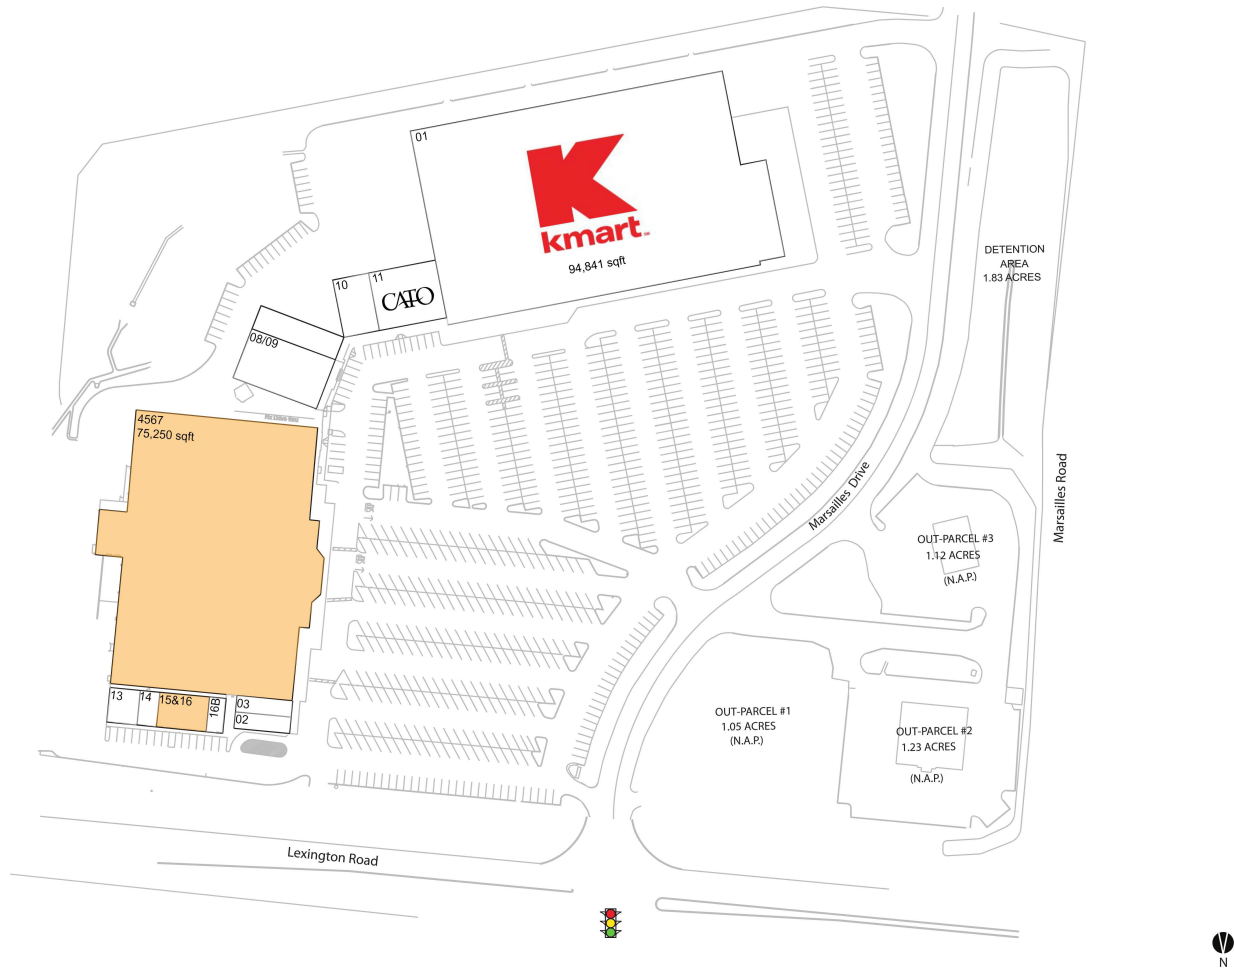 01
kmart
94,841 sqft
10
11
CATO
08/09
DETENTION
AREA
1.83 ACRES
4567
75,250 sqft
Marsailles Drive
Marsailles Road
OUT-PARCEL #3
1.12 ACRES
(N.A.P.)
13
14
15&16
16B
03
02
OUT-PARCEL #1
1.05 ACRES
(N.A.P.)
OUT-PARCEL #2
1.23 ACRES
(N.A.P.)
Lexington Road
N